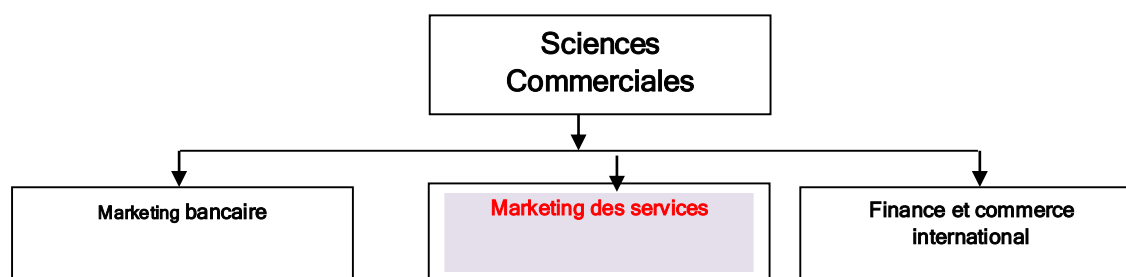 Sciences
Commerciales
Marketing bancaire
Marketing des services
Finance et commerce
international